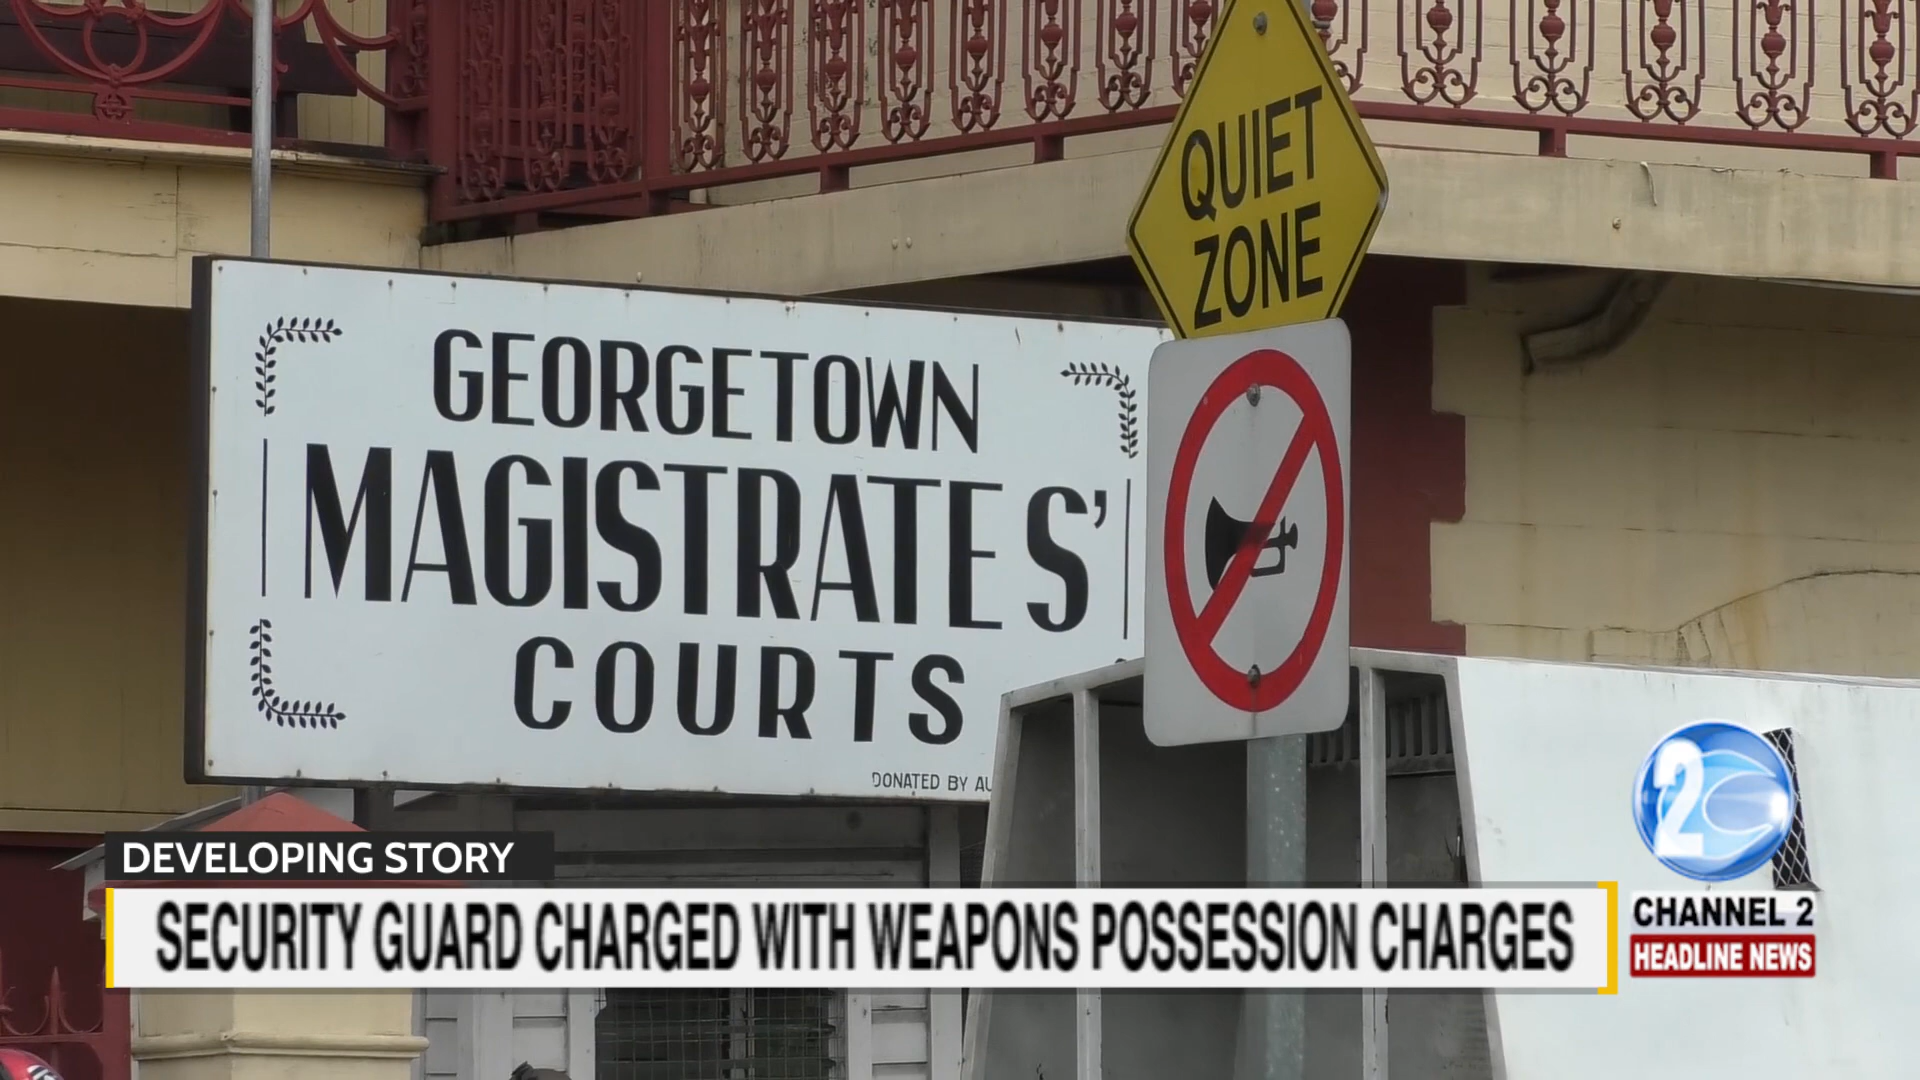 QUIET
ZONE
GEORGETOWN
MAGISTRATES'
COURTS
DONATED BY
DEVELOPING STORY
SECURITY GUARD CHARGED WITH WEAPONS POSSESSION CHARGES
2
CHANNEL 2
HEADLINE NEWS